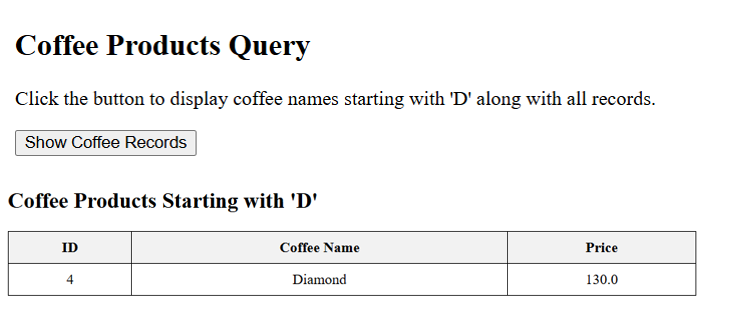 Coffee Products Query
Click the button to display coffee names starting with 'D' along with all records.
Show Coffee Records
Coffee Products Starting with 'D'
ID Coffee Name Price
4 Diamond 130.0